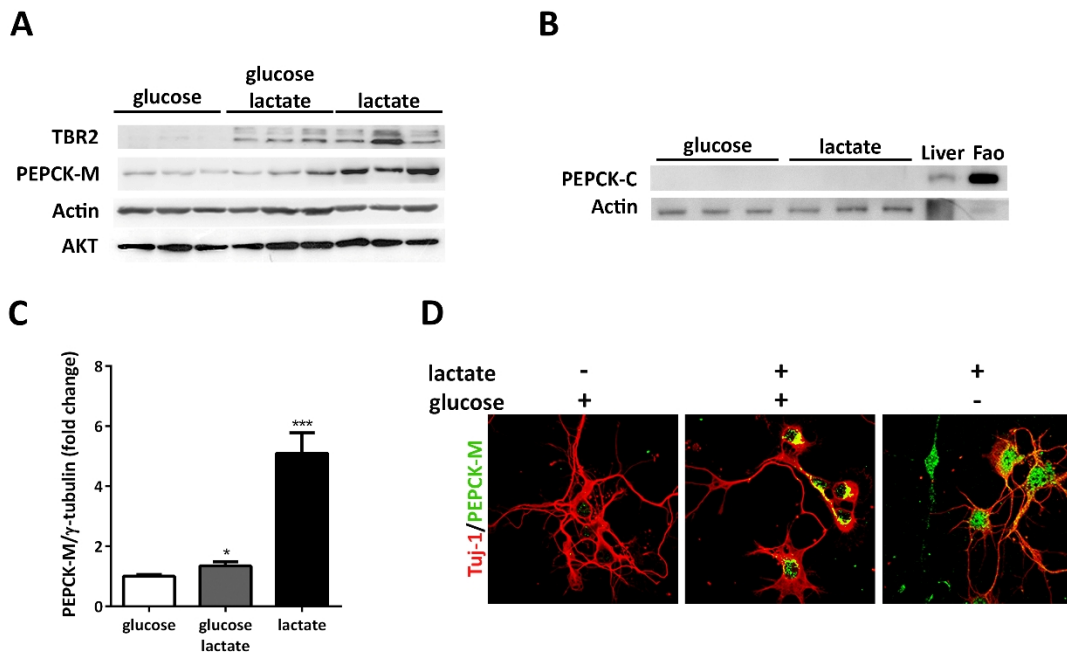 A
glucose
glucose
lactate
lactate
TBR2
PEPCK-M
Actin
AKT
B
glucose
lactate
Liver
Fao
PEPCK-C
Actin
C
PEPCK-M/γ-tubulin (fold change)
8
6
4
2
0
*
***
glucose
glucose
lactate
lactate
D
lactate - + +
glucose + + -
Tuj-1/PEPCK-M